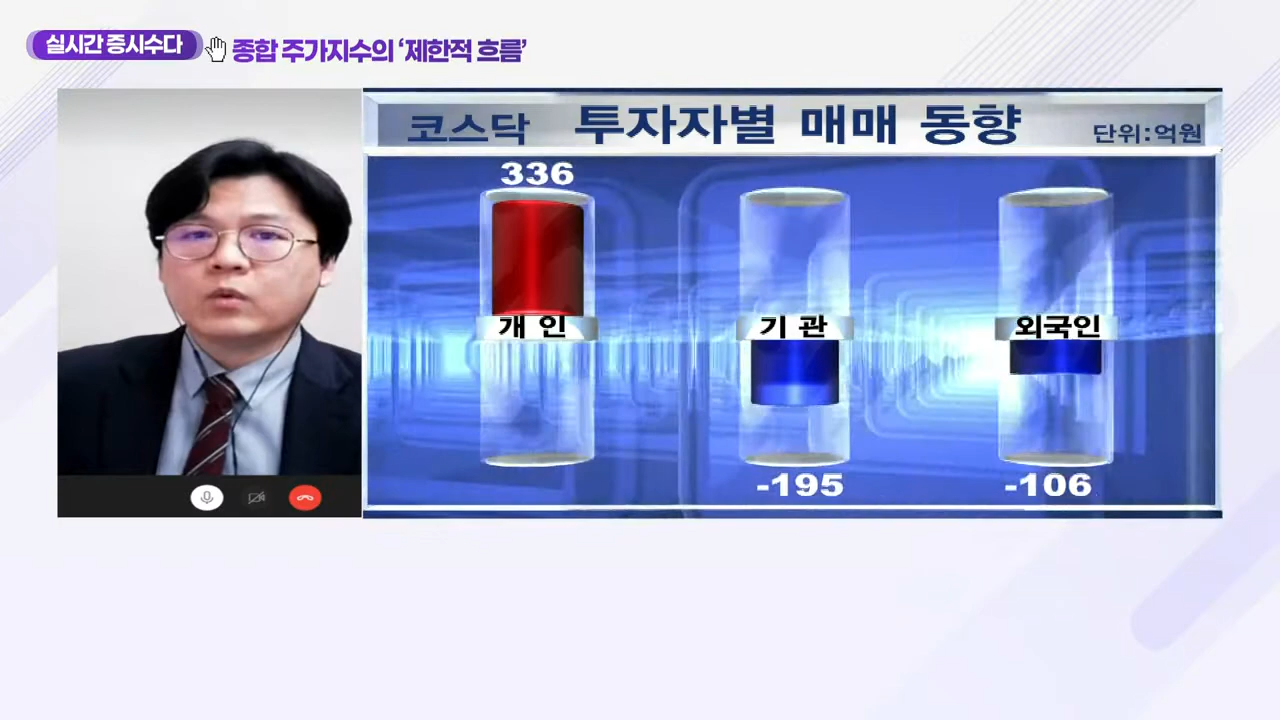 실시간 증시수다 종합 주가지수의 ‘제한적 흐름’
코스닥 투자자별 매매 동향 단위:억원
336
개 인 기 관 외국인
-195 -106